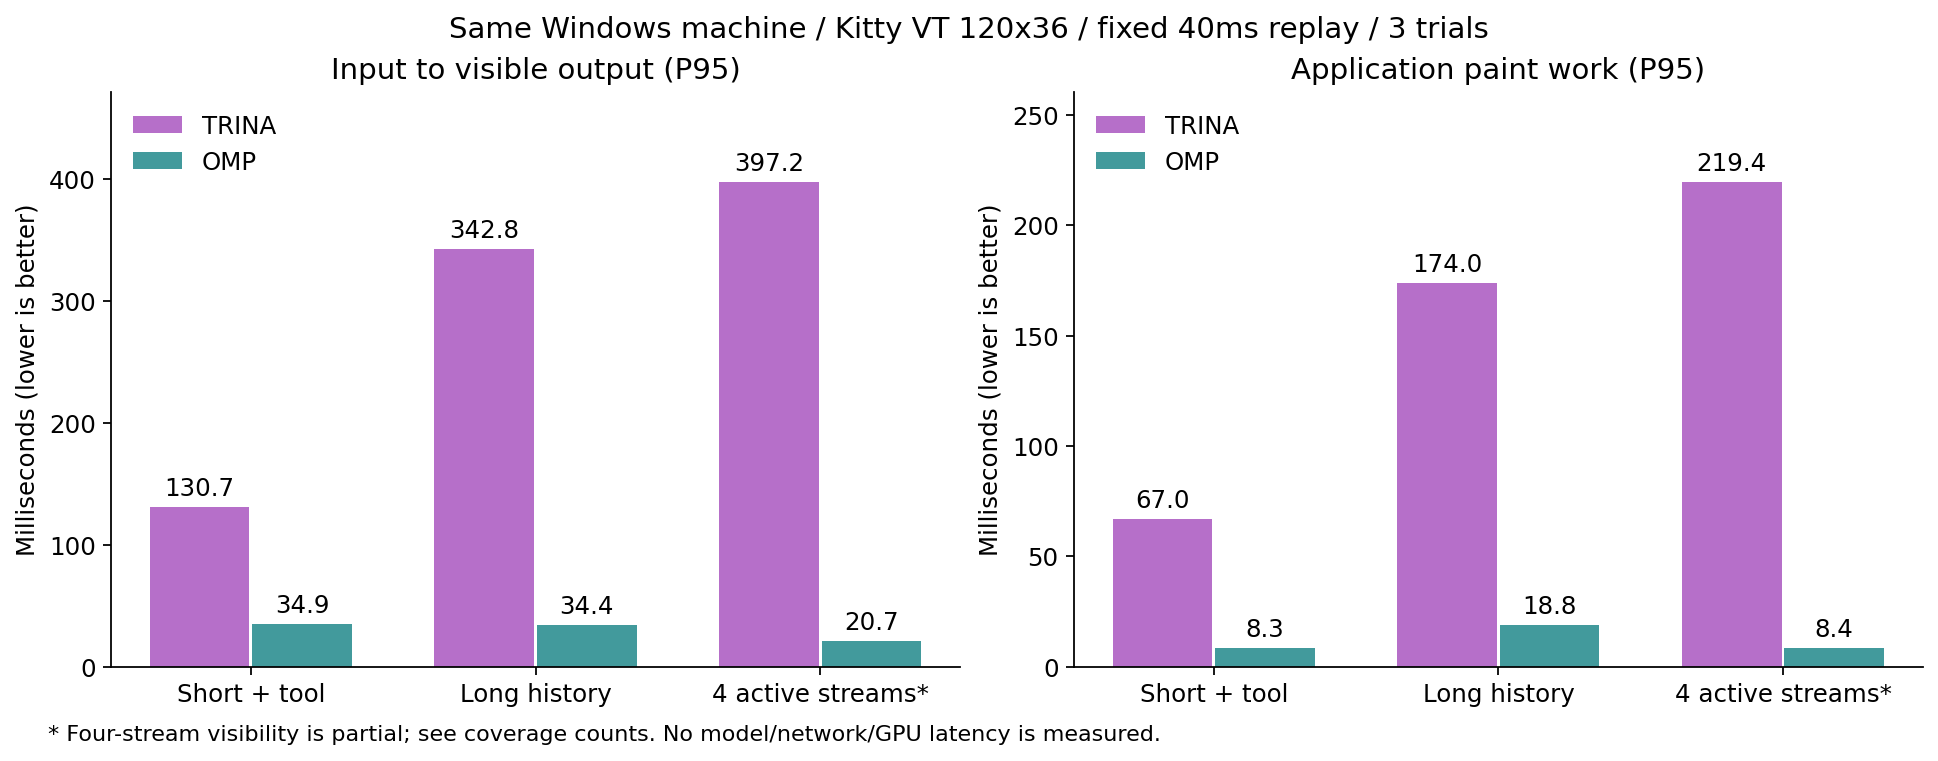 Same Windows machine / Kitty VT 120x36 / fixed 40ms replay / 3 trials
Input to visible output (P95)
Milliseconds (lower is better)
400
300
200
100
0
TRINA
OMP
130.7
34.9
342.8
34.4
397.2
20.7
Short + tool
Long history
4 active streams*
Application paint work (P95)
Milliseconds (lower is better)
250
200
150
100
50
0
TRINA
OMP
67.0
8.3
174.0
18.8
219.4
8.4
Short + tool
Long history
4 active streams*
* Four-stream visibility is partial; see coverage counts. No model/network/GPU latency is measured.